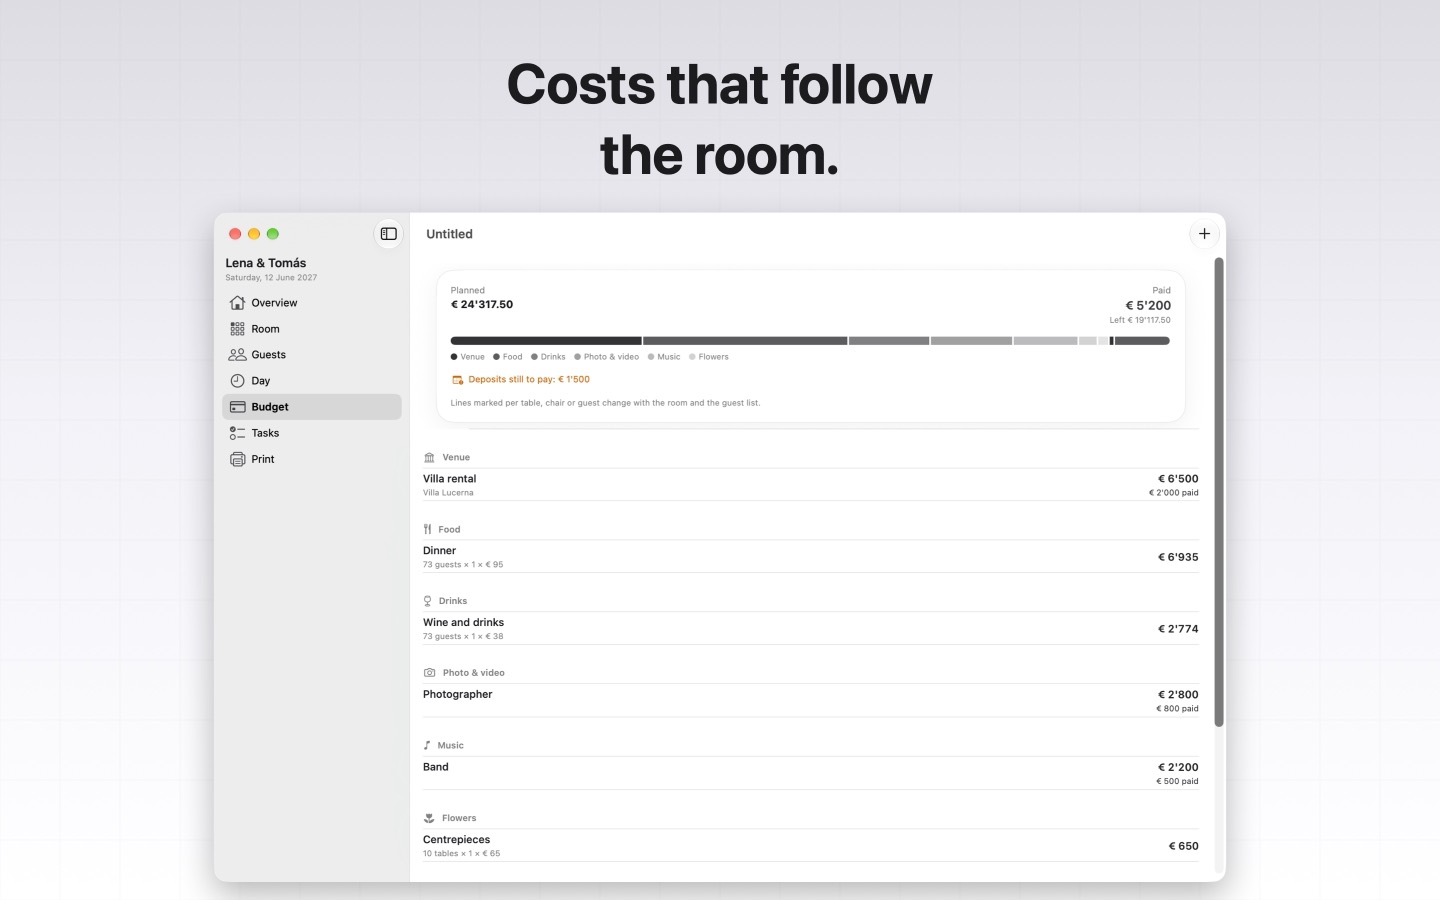 Costs that follow
the room.
Untitled
Lena & Tomás
Saturday, 12 June 2027
Overview
Room
Guests
Day
Budget
Tasks
Print
Planned
Paid
€ 24'317.50
€ 5'200
Left € 19'117.50
Venue Food Drinks Photo & video Music Flowers
Deposits still to pay: € 1'500
Lines marked per table, chair or guest change with the room and the guest list.
Venue
Villa rental
€ 6'500
Villa Lucerna
€ 2'000 paid
Food
Dinner
€ 6'935
73 guests × 1 × € 95
Drinks
Wine and drinks
€ 2'774
73 guests × 1 × € 38
Photo & video
Photographer
€ 2'800
€ 800 paid
Music
Band
€ 2'200
€ 500 paid
Flowers
Centrepieces
€ 650
10 tables × 1 × € 65